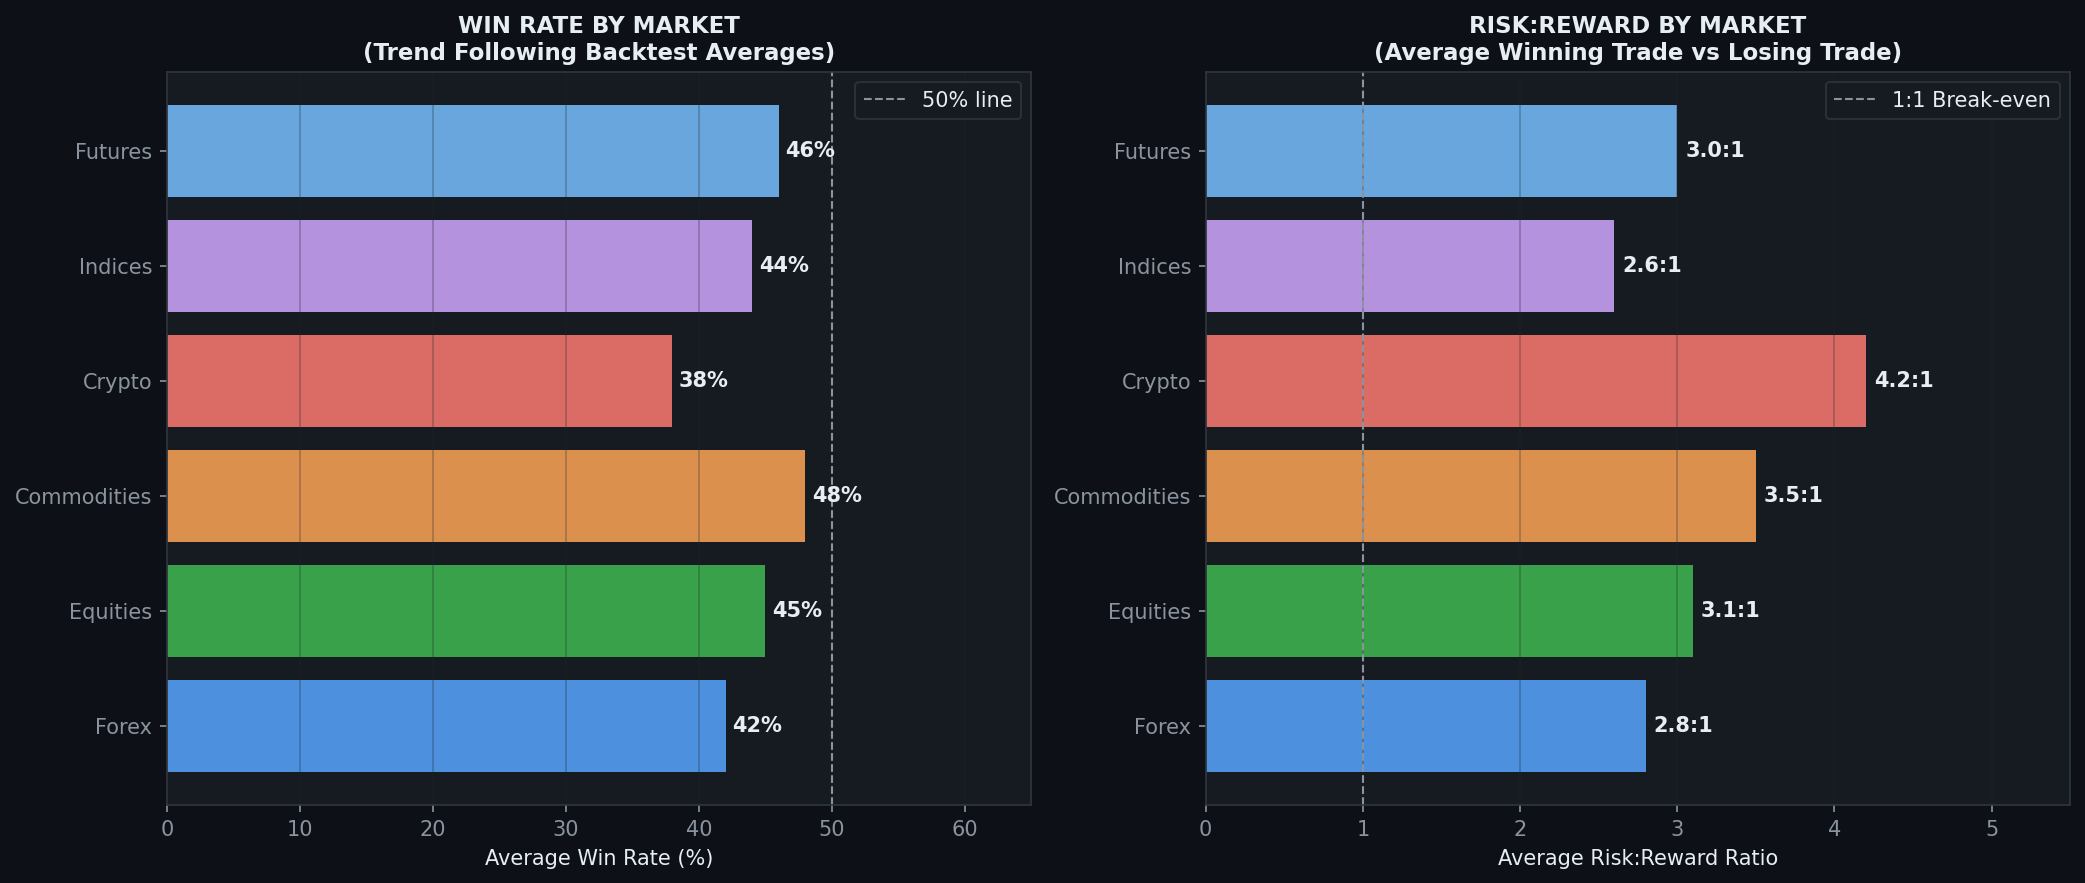 WIN RATE BY MARKET
(Trend Following Backtest Averages)
50% line
Futures
46%
Indices
44%
Crypto
38%
Commodities
48%
Equities
45%
Forex
42%
0 10 20 30 40 50 60
Average Win Rate (%)
RISK:REWARD BY MARKET
(Average Winning Trade vs Losing Trade)
1:1 Break-even
Futures
3.0:1
Indices
2.6:1
Crypto
4.2:1
Commodities
3.5:1
Equities
3.1:1
Forex
2.8:1
0 1 2 3 4 5
Average Risk:Reward Ratio